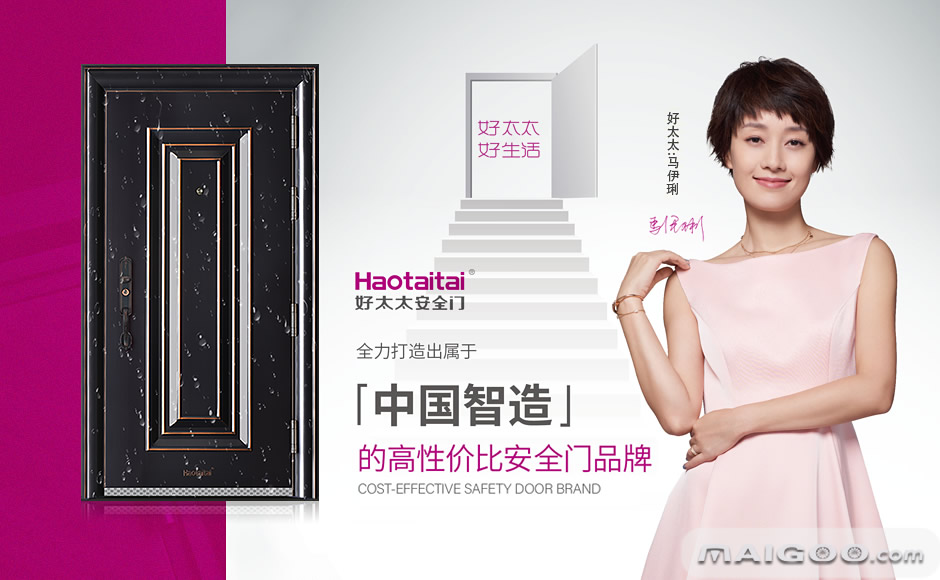 好太太
好生活
好太太:马伊琍
Haotaitai®
好太太安全门
全力打造出属于
「中国智造」
的高性价比安全门品牌
COST-EFFECTIVE SAFETY DOOR BRAND
Haotaitai
MAIGOO.com